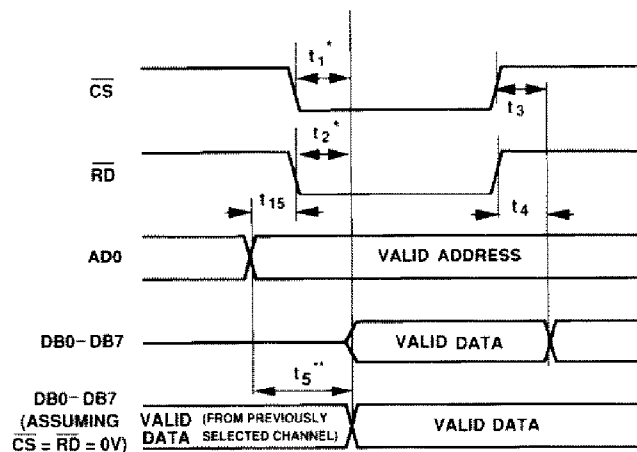 t1*
CS
t3
t2*
RD
t15
t4
AD0
VALID ADDRESS
DB0-DB7
VALID DATA
t5**
DB0-DB7
(ASSUMING
CS = RD = 0V)
VALID
DATA
(FROM PREVIOUSLY
SELECTED CHANNEL)
VALID DATA